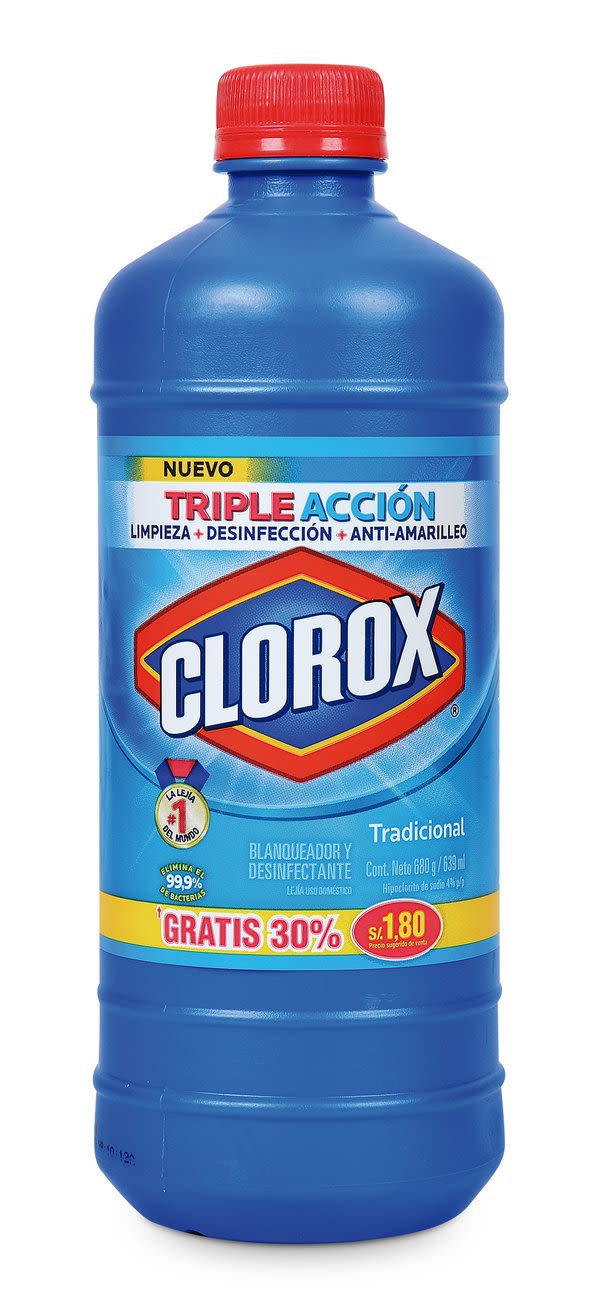 NUEVO
TRIPLE ACCIÓN
LIMPIEZA + DESINFECCIÓN + ANTI-AMARILLEO
CLOROX
®
LA LEJÍA
#1
DEL MUNDO
Tradicional
BLANQUEADOR Y
DESINFECTANTE
LEJÍA USO DOMÉSTICO
Cont. Neto 680 g / 639 ml
Hipoclorito de sodio 4% p/p
ELIMINA EL
99,9%
DE BACTERIAS
†GRATIS 30%
S/.1,80
Precio sugerido de venta